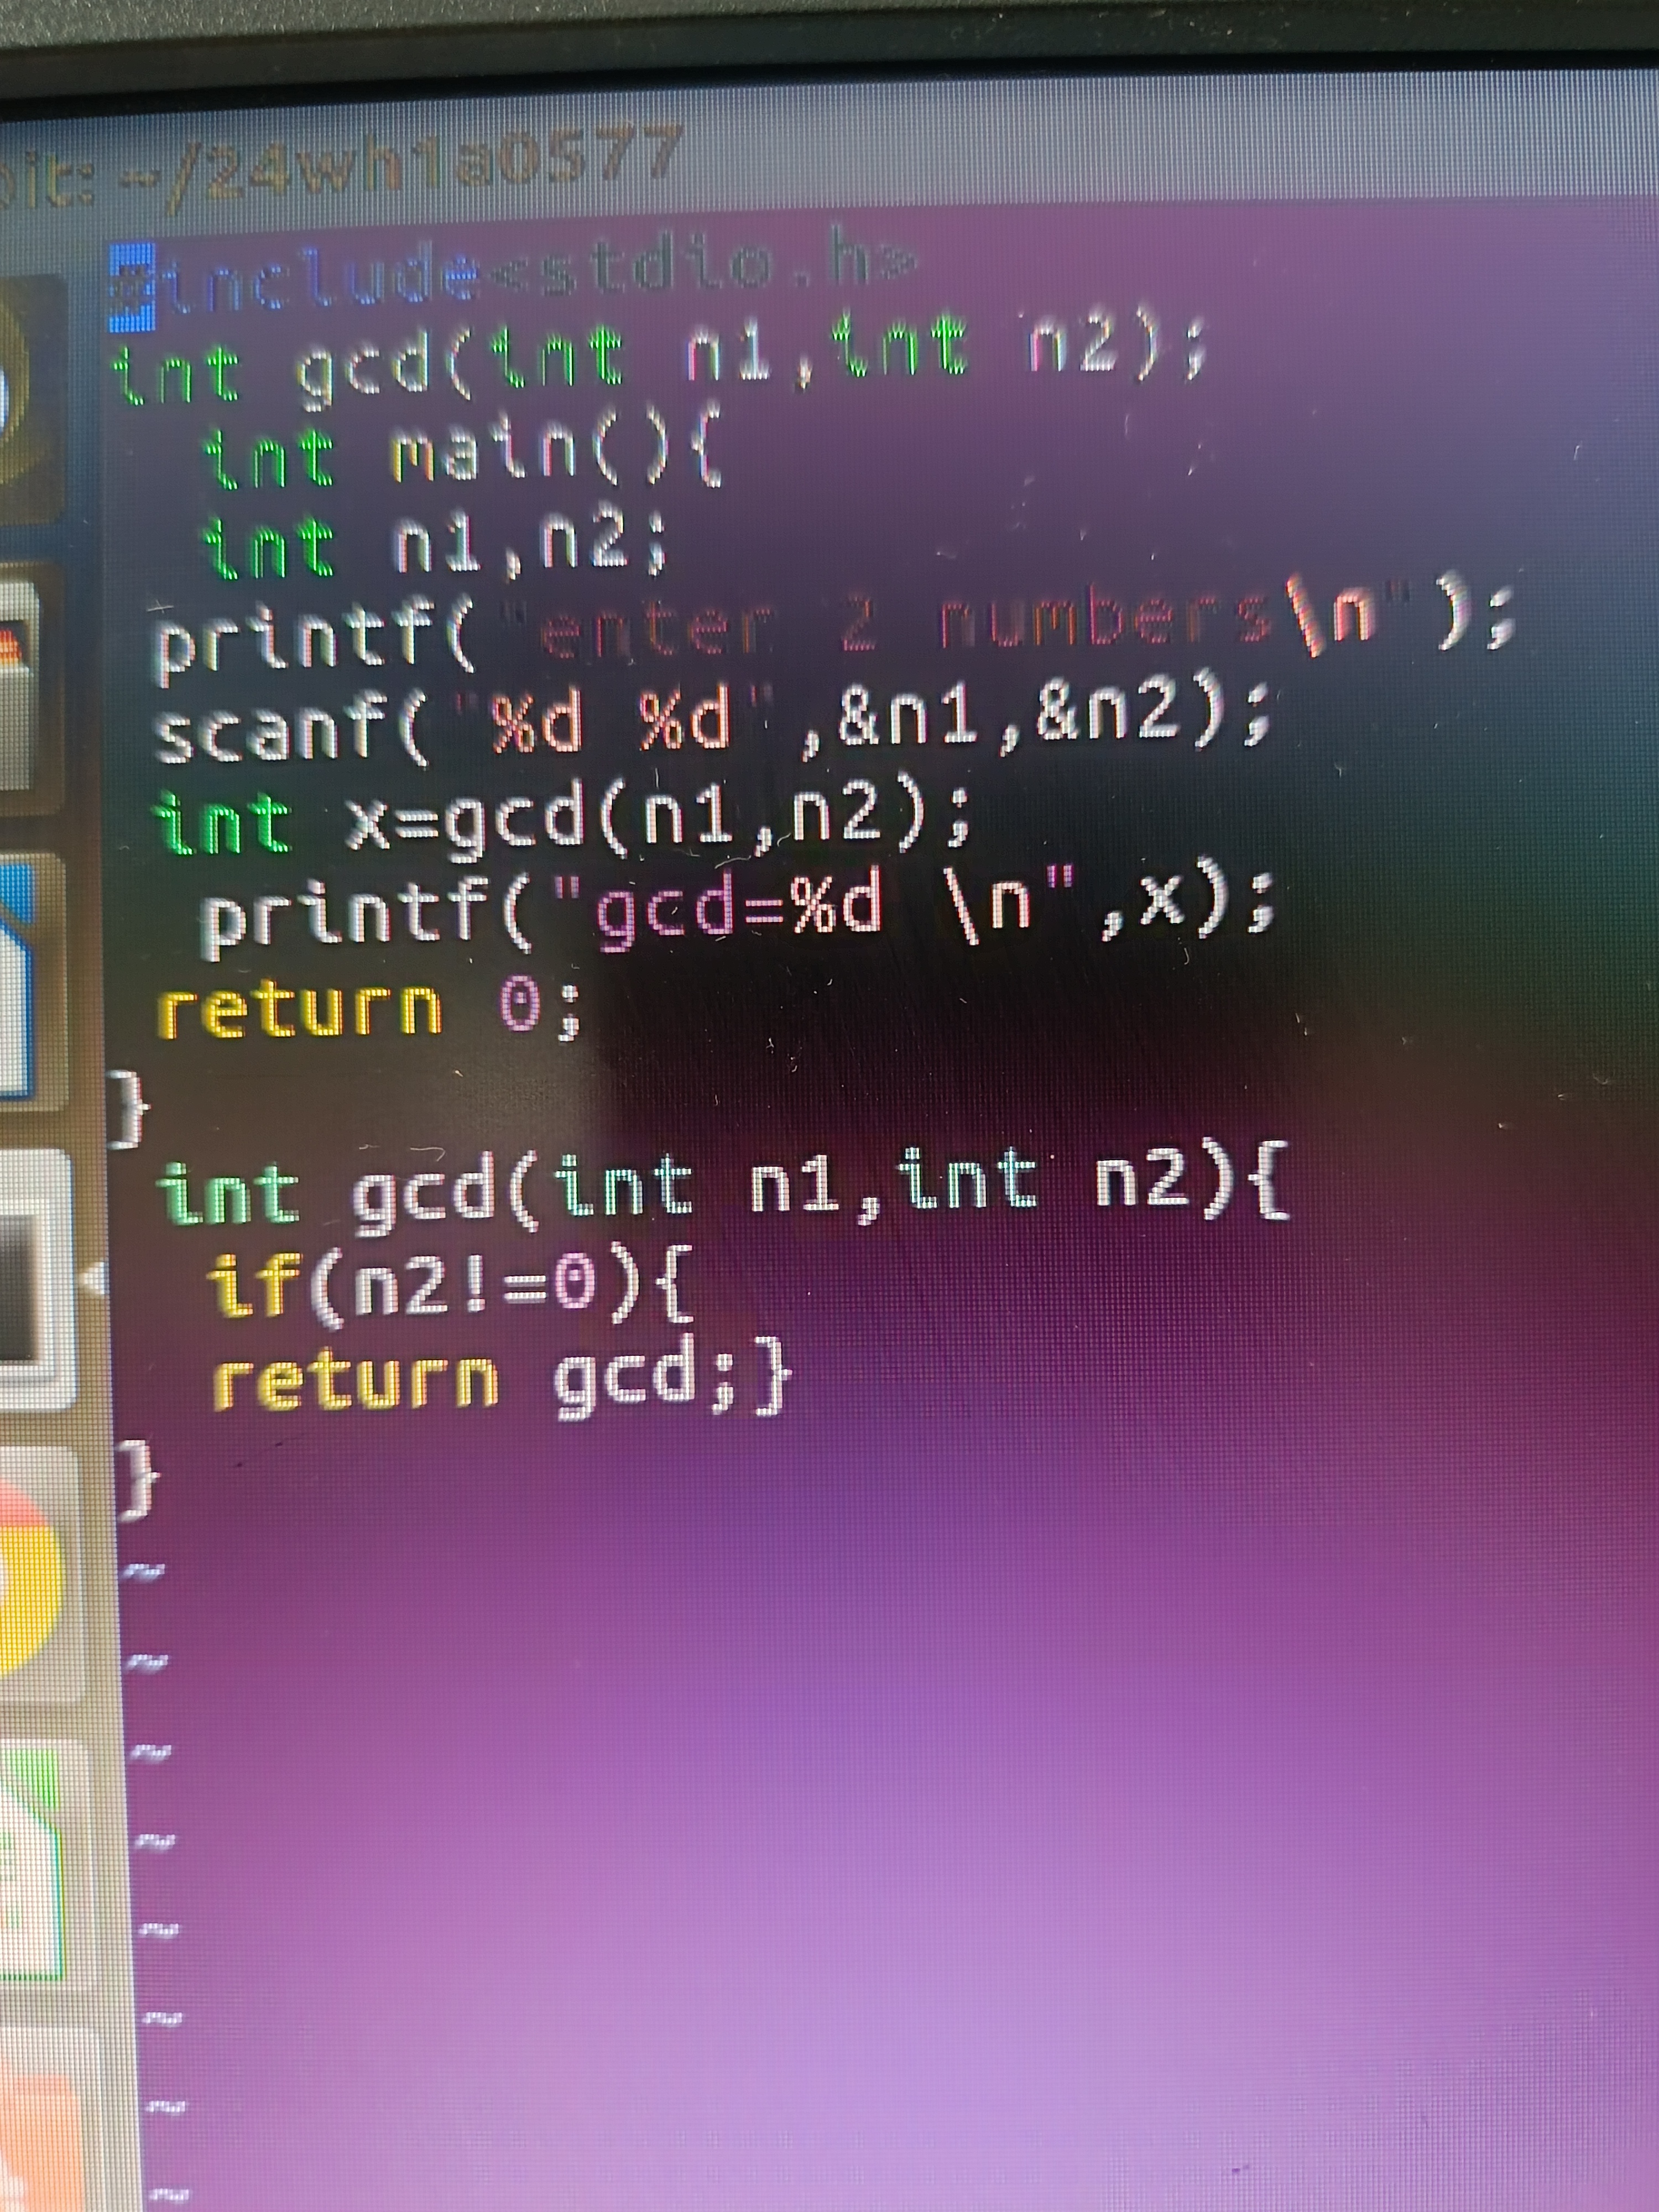 it: ~/24wh1a0577
#include<stdio.h>
int gcd(int n1,int n2);
int main(){
int n1,n2;
printf("enter 2 numbers\n");
scanf("%d %d",&n1,&n2);
int x=gcd(n1,n2);
printf("gcd=%d \n",x);
return 0;
}
int gcd(int n1,int n2){
if(n2!=0){
return gcd;}
}
~
~
~
~
~
~
~
~